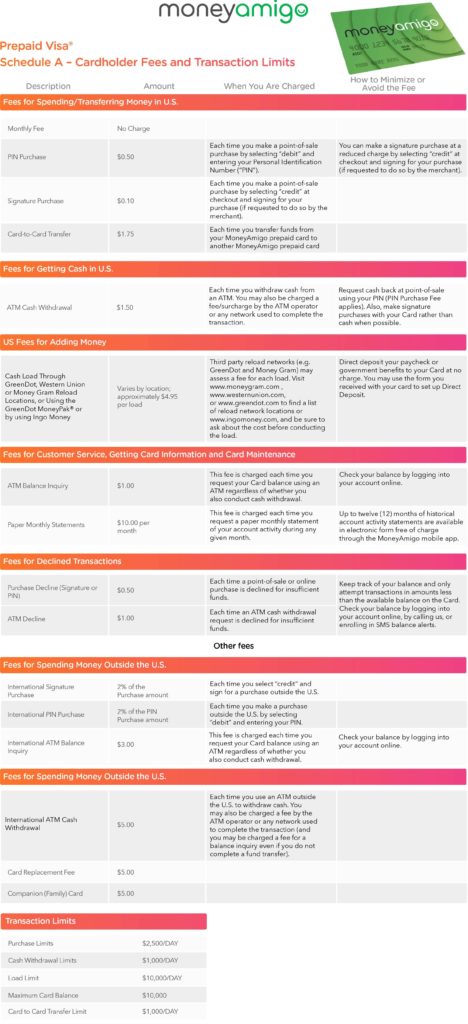 moneyamigo
moneyamigo
Prepaid Visa®
Schedule A – Cardholder Fees and Transaction Limits
Description
Amount
When You Are Charged
How to Minimize or
Avoid the Fee
Fees for Spending/Transferring Money in U.S.
Monthly Fee
No Charge
PIN Purchase
$0.50
Each time you make a point-of-sale
purchase by selecting "debit" and
entering your Personal Identification
Number ("PIN").
You can make a signature purchase at a
reduced charge by selecting "credit" at
checkout and signing for your purchase
(if requested to do so by the merchant).
Signature Purchase
$0.10
Each time you make a point-of-sale
purchase by selecting "credit" at
checkout and signing for your
purchase (if requested to do so by the
merchant).
Card-to-Card Transfer
$1.75
Each time you transfer funds from
your MoneyAmigo prepaid card to
another MoneyAmigo prepaid card
Fees for Getting Cash in U.S.
ATM Cash Withdrawal
$1.50
Each time you withdraw cash from
an ATM. You may also be charged a
fee/surcharge by the ATM operator
or any network used to complete the
transaction.
Request cash back at point-of-sale
using your PIN (PIN Purchase Fee
applies). Also, make signature
purchases with your Card rather than
cash when possible.
US Fees for Adding Money
Cash Load Through
GreenDot, Western Union
or Money Gram Reload
Locations, or Using the
GreenDot MoneyPak® or
by using Ingo Money
Varies by location;
approximately $4.95
per load
Third party reload networks (e.g.
GreenDot and Money Gram) may
assess a fee for each load. Visit
www.moneygram.com ,
www.westernunion.com,
or www.greendot.com to find a list
of reload network locations or
www.ingomoney.com, and be sure to
ask about the cost before conducting
the load.
Direct deposit your paycheck or
government benefits to your Card at no
charge. You may use the form you
received with your card to set up Direct
Deposit.
Fees for Customer Service, Getting Card Information and Card Maintenance
ATM Balance Inquiry
$1.00
This fee is charged each time you
request your Card balance using an
ATM regardless of whether you
also conduct cash withdrawal.
Check your balance by logging into
your account online.
Paper Monthly Statements
$10.00 per
month
This fee is charged each time you
request a paper monthly statement
of your account activity during any
given month.
Up to twelve (12) months of historical
account activity statements are available
in electronic form free of charge
through the MoneyAmigo mobile app.
Fees for Declined Transactions
Purchase Decline (Signature or
PIN)
$0.50
Each time a point-of-sale or online
purchase is declined for insufficient
funds.
Keep track of your balance and only
attempt transactions in amounts less
than the available balance on the Card.
Check your balance by logging into
your account online, by calling us, or
enrolling in SMS balance alerts.
ATM Decline
$1.00
Each time an ATM cash withdrawal
request is declined for insufficient
funds.
Other fees
Fees for Spending Money Outside the U.S.
International Signature
Purchase
2% of the
Purchase amount
Each time you select "credit" and
sign for a purchase outside the U.S.
International PIN Purchase
2% of the PIN
Purchase amount
Each time you make a purchase
outside the U.S. by selecting
"debit" and entering your PIN.
International ATM Balance
Inquiry
$3.00
This fee is charged each time you
request your Card balance using an
ATM regardless of whether you
also conduct cash withdrawal.
Check your balance by logging into
your account online.
Fees for Spending Money Outside the U.S.
International ATM Cash
Withdrawal
$5.00
Each time you use an ATM outside
the U.S. to withdraw cash. You
may also be charged a fee by the
ATM operator or any network used
to complete the transaction (and
you may be charged a fee for a
balance inquiry even if you do not
complete a fund transfer).
Card Replacement Fee
$5.00
Companion (Family) Card
$5.00
Transaction Limits
Purchase Limits
$2,500/DAY
Cash Withdrawal Limits
$1,000/DAY
Load Limit
$10,000/DAY
Maximum Card Balance
$10,000
Card to Card Transfer Limit
$1,000/DAY